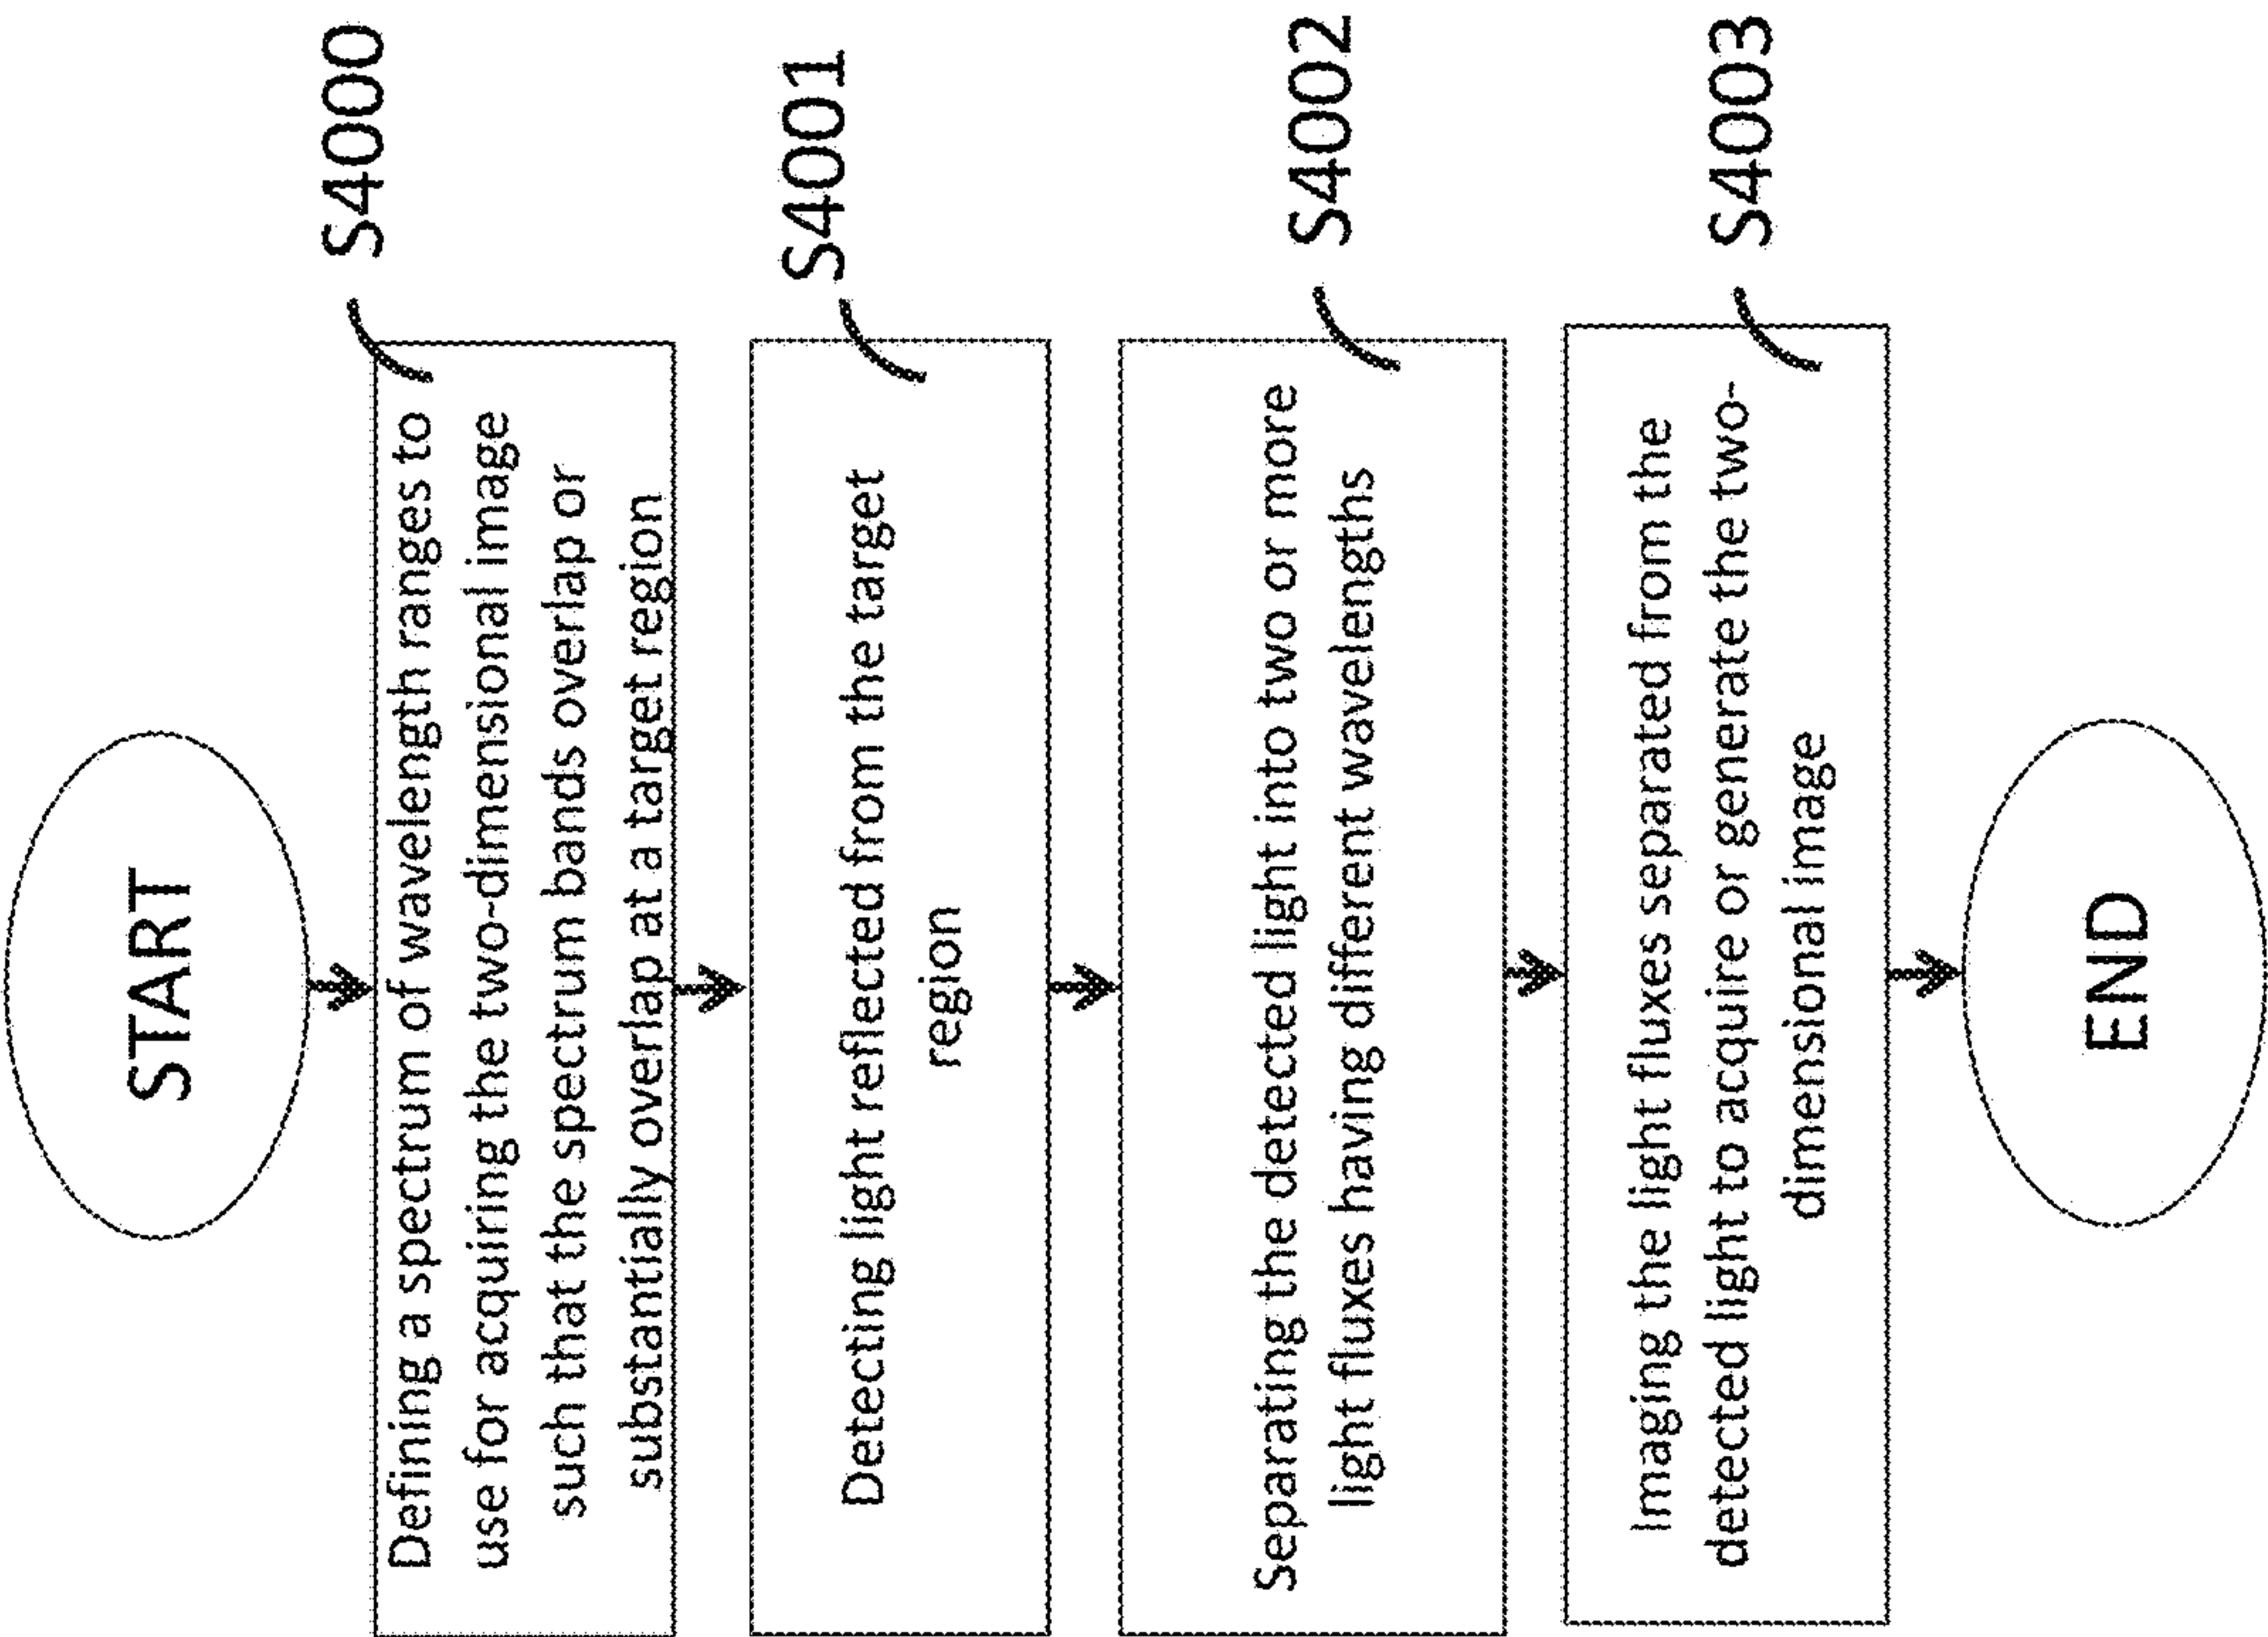 START
S4000
Defining a spectrum of wavelength ranges to
use for acquiring the two-dimensional image
such that the spectrum bands overlap or
substantially overlap at a target region
S4001
Detecting light reflected from the target
region
S4002
Separating the detected light into two or more
light fluxes having different wavelengths
S4003
Imaging the light fluxes separated from the
detected light to acquire or generate the two-
dimensional image
END